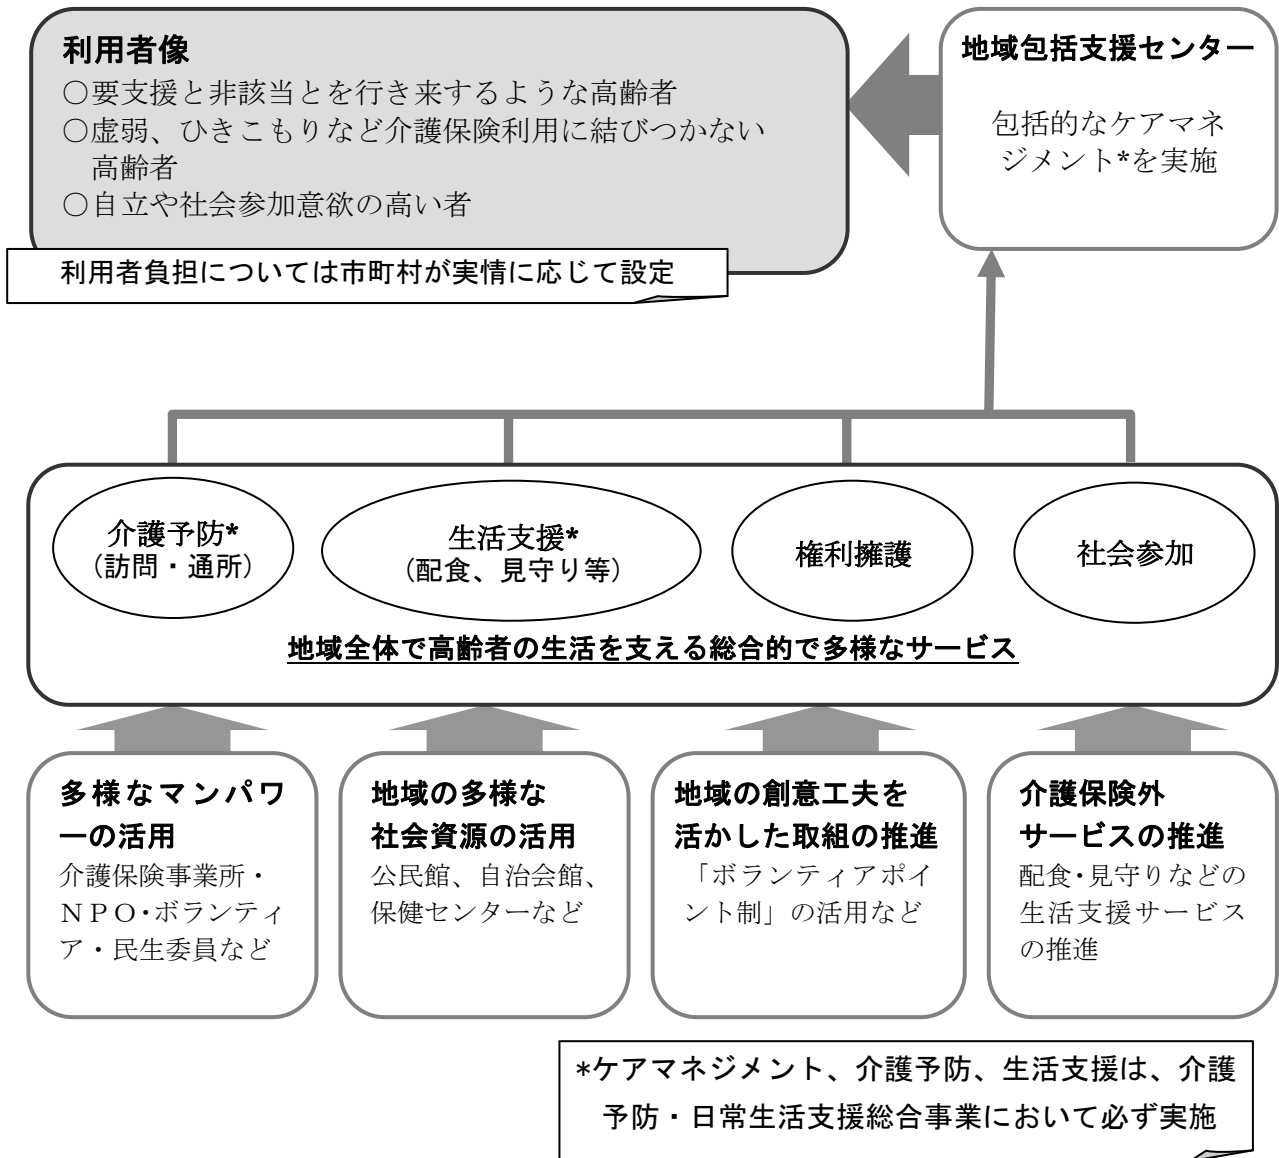 利用者像
○要支援と非該当とを行き来するような高齢者
○虚弱、ひきこもりなど介護保険利用に結びつかない
高齢者
○自立や社会参加意欲の高い者
利用者負担については市町村が実情に応じて設定
地域包括支援センター
包括的なケアマネ
ジメント*を実施
介護予防*
(訪問・通所)
生活支援*
(配食、見守り等)
権利擁護
社会参加
地域全体で高齢者の生活を支える総合的で多様なサービス
多様なマンパワ
ーの活用
介護保険事業所・
ＮＰＯ・ボランティ
ア・民生委員など
地域の多様な
社会資源の活用
公民館、自治会館、
保健センターなど
地域の創意工夫を
活かした取組の推進
「ボランティアポイ
ント制」の活用など
介護保険外
サービスの推進
配食・見守りなどの
生活支援サービス
の推進
*ケアマネジメント、介護予防、生活支援は、介護
予防・日常生活支援総合事業において必ず実施